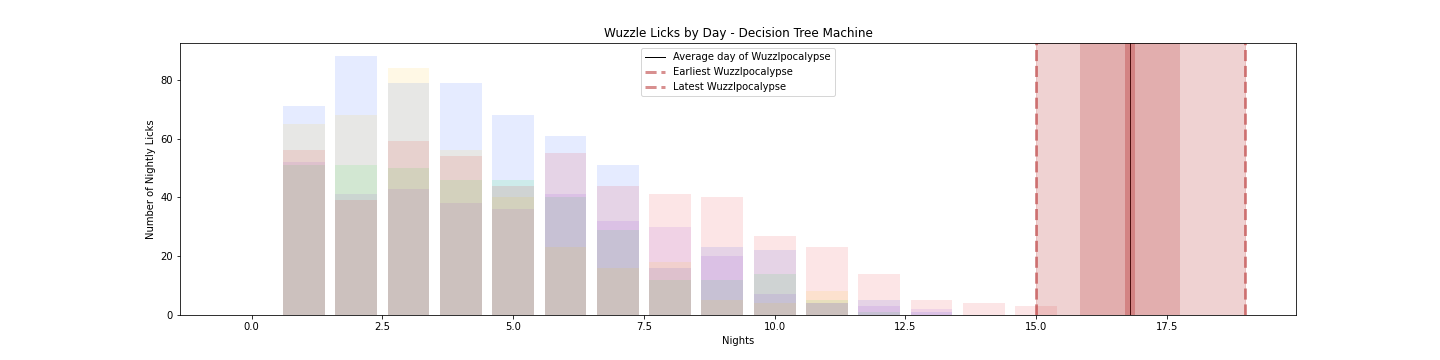 Wuzzle Licks by Day - Decision Tree Machine
Average day of Wuzzlpocalypse
Earliest Wuzzlpocalypse
Latest Wuzzlpocalypse
Number of Nightly Licks
80
60
40
20
0
0.0 2.5 5.0 7.5 10.0 12.5 15.0 17.5
Nights